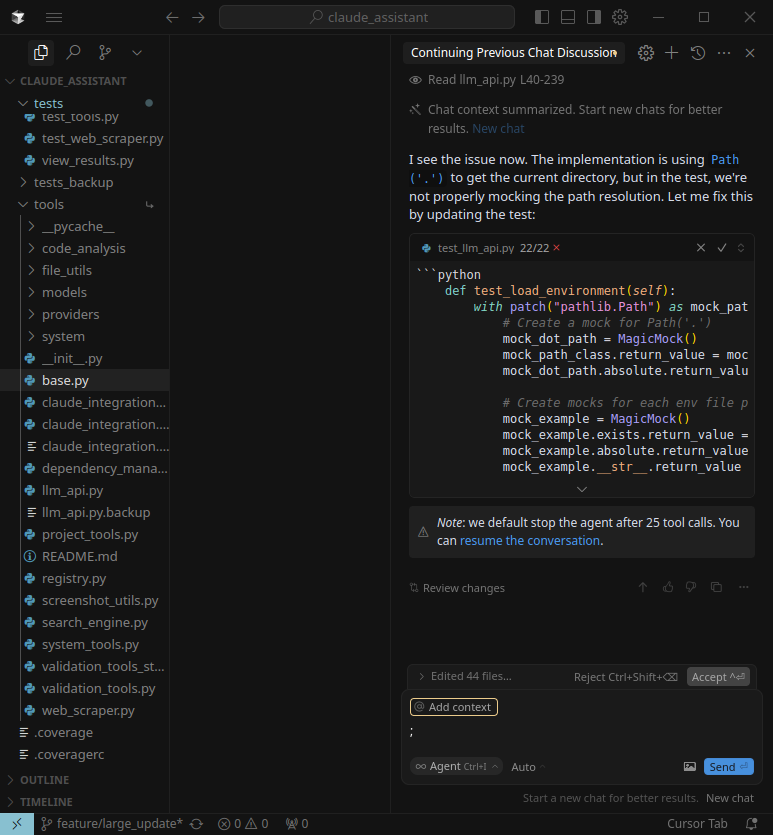 claude_assistant
CLAUDE_ASSISTANT
tests
test_tools.py
test_web_scraper.py
view_results.py
tests_backup
tools
__pycache__
code_analysis
file_utils
models
providers
system
__init__.py
base.py
claude_integration...
claude_integration....
claude_integration....
dependency_mana...
llm_api.py
llm_api.py.backup
project_tools.py
README.md
registry.py
screenshot_utils.py
search_engine.py
system_tools.py
validation_tools_st...
validation_tools.py
web_scraper.py
.coverage
.coveragerc
OUTLINE
TIMELINE
Continuing Previous Chat Discussion
Read llm_api.py L40-239
Chat context summarized. Start new chats for better
results. New chat
I see the issue now. The implementation is using Path
('.') to get the current directory, but in the test, we're
not properly mocking the path resolution. Let me fix this
by updating the test:
test_llm_api.py 22/22 ×
```python
def test_load_environment(self):
with patch("pathlib.Path") as mock_pat
# Create a mock for Path('.')
mock_dot_path = MagicMock()
mock_path_class.return_value = moc
mock_dot_path.absolute.return_valu
# Create mocks for each env file p
mock_example = MagicMock()
mock_example.exists.return_value =
mock_example.absolute.return_value
mock_example.__str__.return_value
Note: we default stop the agent after 25 tool calls. You
can resume the conversation.
Review changes
Edited 44 files... Reject Ctrl+Shift+⌫ Accept ^⏎
@ Add context
;
∞ Agent Ctrl+I Auto
Send ⏎
Start a new chat for better results. New chat
feature/large_update* 0 0 0 Cursor Tab